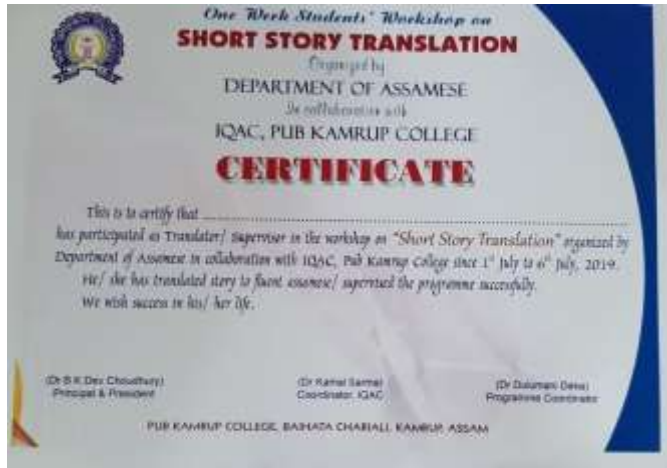 One Week Students' Workshop on
SHORT STORY TRANSLATION
Organized by
DEPARTMENT OF ASSAMESE
In collaboration with
IQAC, PUB KAMRUP COLLEGE
CERTIFICATE
This is to certify that ........................................................
has participated as Translator/ Supervisor in the workshop on "Short Story Translation" organized by
Department of Assamese in collaboration with IQAC, Pub Kamrup College since 1st July to 6th July, 2019.
He/ she has translated story to fluent assamese/ supervised the programme succesfully.
We wish success in his/ her life.
(Dr B K Dev Choudhury) (Dr Kamal Sarma) (Dr Dulumani Deka)
Principal & President Coordinator, IQAC Programme Coordinator
PUB KAMRUP COLLEGE, BAIHATA CHARIALI, KAMRUP, ASSAM